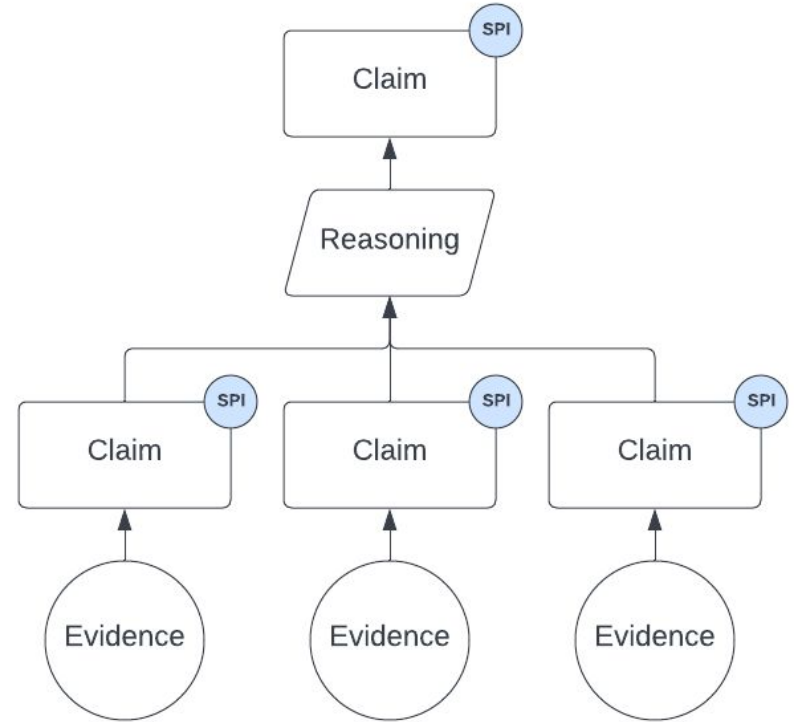 SPI
Claim
Reasoning
SPI
SPI
SPI
Claim
Claim
Claim
Evidence
Evidence
Evidence